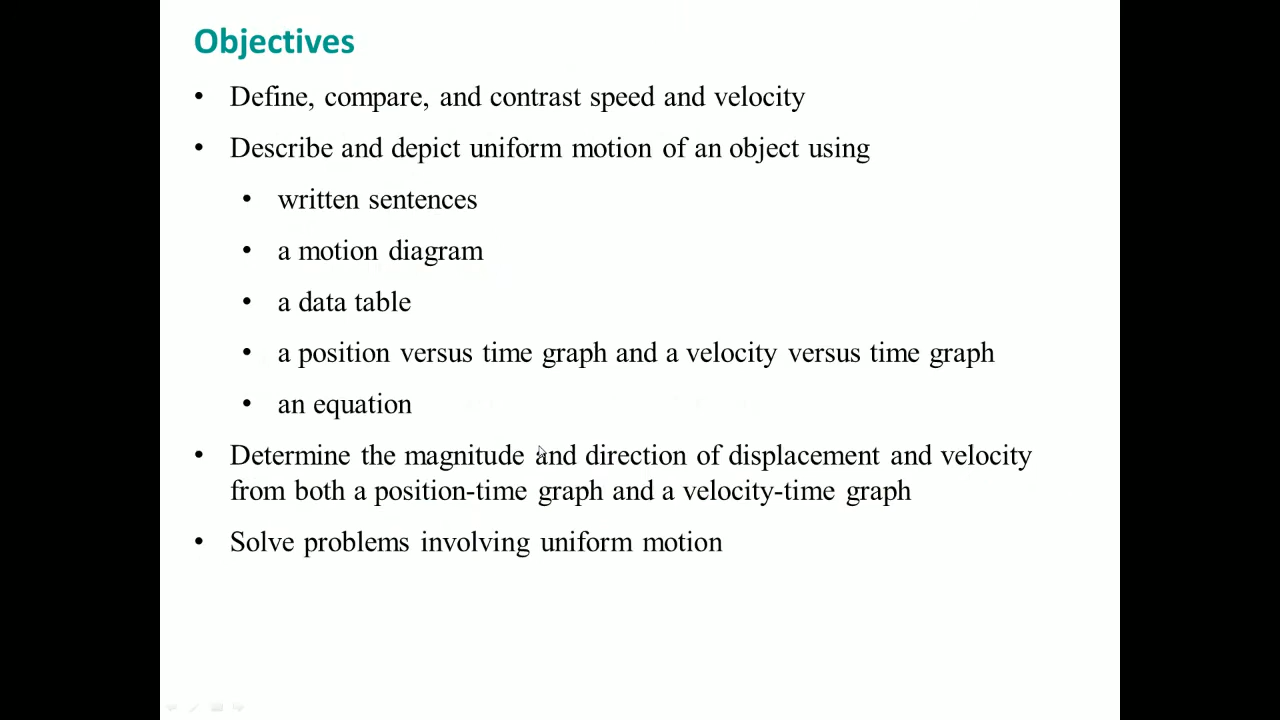 Objectives
• Define, compare, and contrast speed and velocity
• Describe and depict uniform motion of an object using
• written sentences
• a motion diagram
• a data table
• a position versus time graph and a velocity versus time graph
• an equation
• Determine the magnitude and direction of displacement and velocity
from both a position-time graph and a velocity-time graph
• Solve problems involving uniform motion